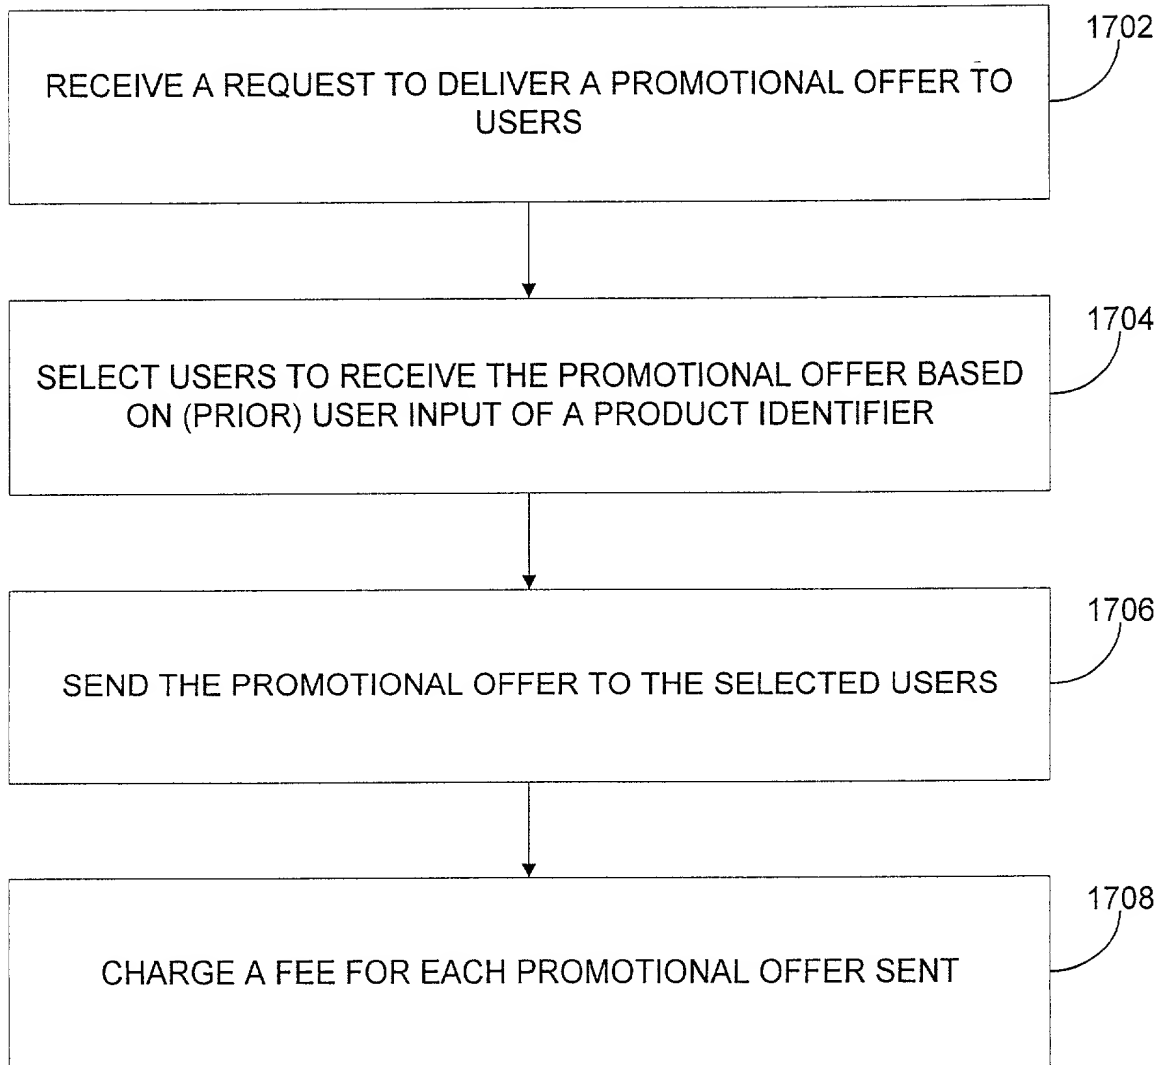 1702
RECEIVE A REQUEST TO DELIVER A PROMOTIONAL OFFER TO
USERS
1704
SELECT USERS TO RECEIVE THE PROMOTIONAL OFFER BASED
ON (PRIOR) USER INPUT OF A PRODUCT IDENTIFIER
1706
SEND THE PROMOTIONAL OFFER TO THE SELECTED USERS
1708
CHARGE A FEE FOR EACH PROMOTIONAL OFFER SENT